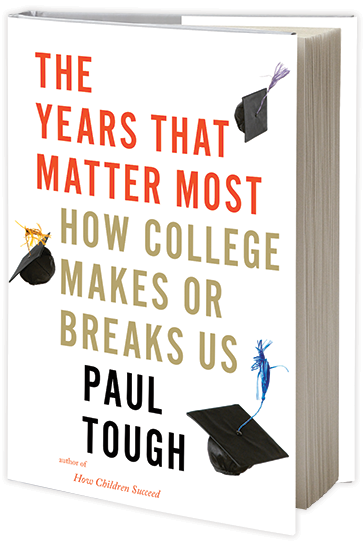 THE
YEARS THAT
MATTER MOST
HOW COLLEGE
MAKES OR
BREAKS US
PAUL
TOUGH
author of
How Children Succeed